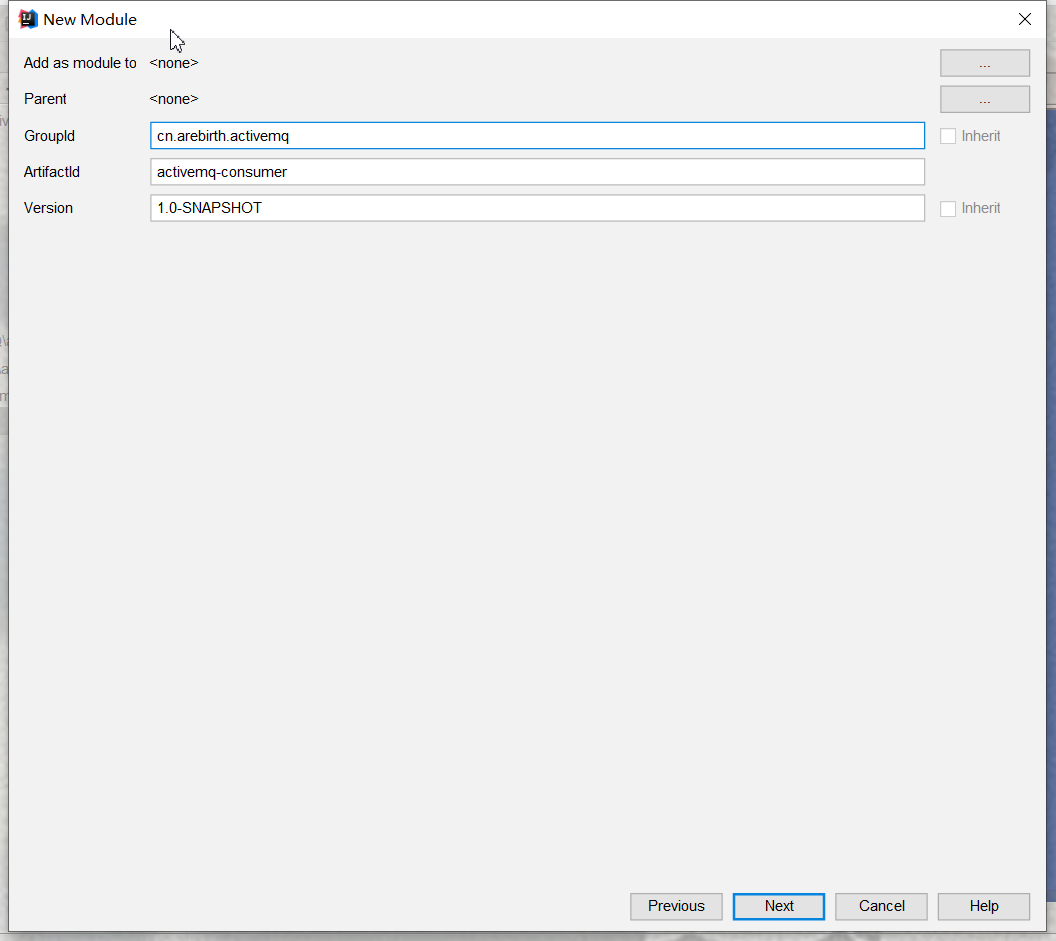 New Module
Add as module to <none> ...
Parent <none> ...
GroupId cn.arebirth.activemq Inherit
ArtifactId activemq-consumer
Version 1.0-SNAPSHOT Inherit
Previous Next Cancel Help